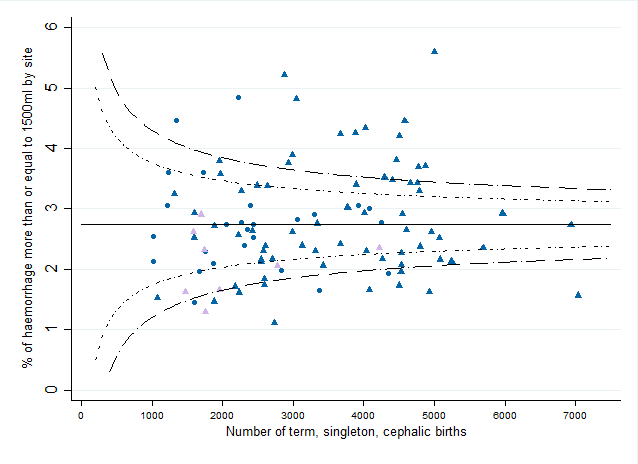 % of haemorrhage more than or equal to 1500ml by site
6
5
4
3
2
1
0
0 1000 2000 3000 4000 5000 6000 7000
Number of term, singleton, cephalic births